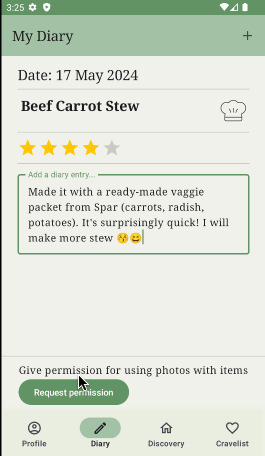 3:25
My Diary
Date: 17 May 2024
Beef Carrot Stew
Add a diary entry...
Made it with a ready-made vaggie
packet from Spar (carrots, radish,
potatoes). It's surprisingly quick! I will
make more stew 😚😄
Give permission for using photos with items
Request permission
Profile
Diary
Discovery
Cravelist